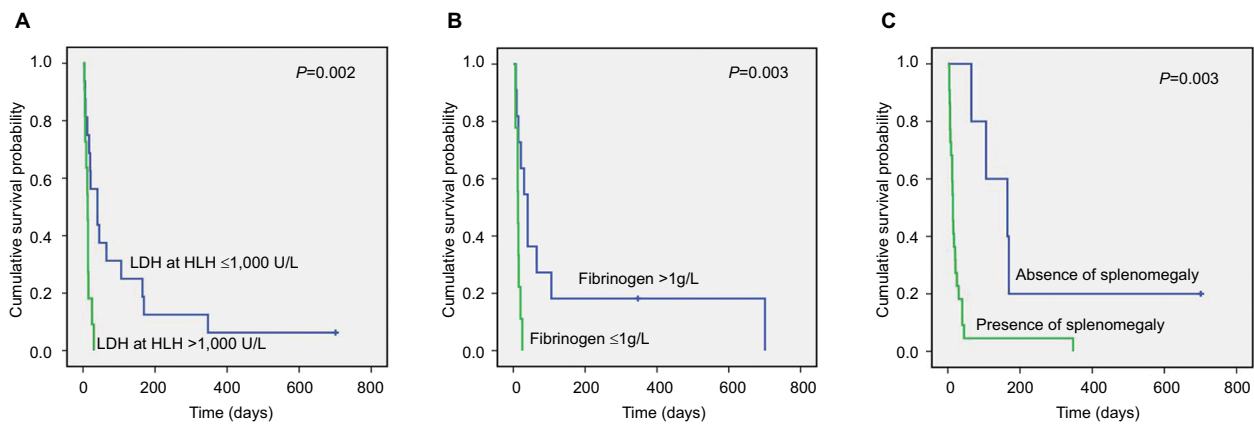 A
Cumulative survival probability
1.0
0.8
0.6
0.4
0.2
0.0
P=0.002
LDH at HLH ≤1,000 U/L
LDH at HLH >1,000 U/L
0
200
400
600
800
Time (days)
B
Cumulative survival probability
1.0
0.8
0.6
0.4
0.2
0.0
P=0.003
Fibrinogen >1g/L
Fibrinogen ≤1g/L
0
200
400
600
800
Time (days)
C
Cumulative survival probability
1.0
0.8
0.6
0.4
0.2
0.0
P=0.003
Absence of splenomegaly
Presence of splenomegaly
0
200
400
600
800
Time (days)